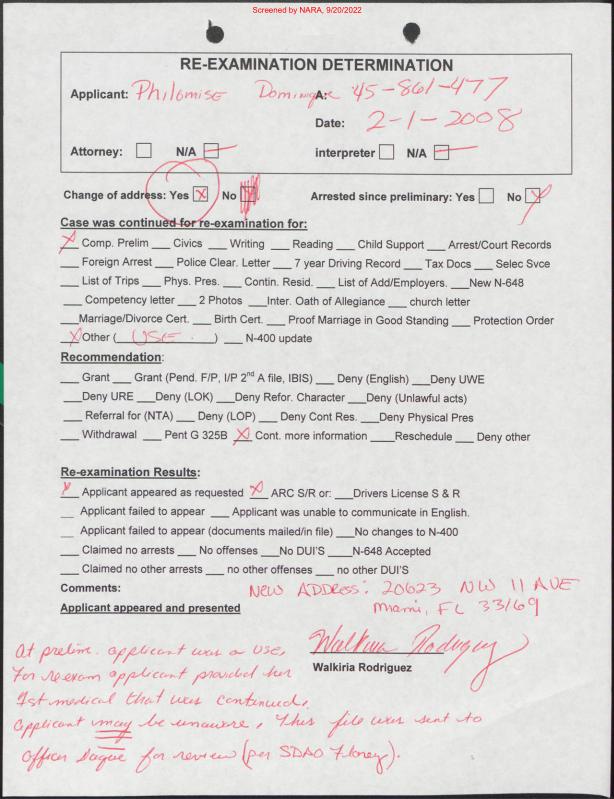 Screened by NARA, 9/20/2022
RE-EXAMINATION DETERMINATION
Applicant: Philomise Dominique A: 45-861-477
Date: 2-1-2008
Attorney: N/A interpreter N/A
Change of address: Yes X No X Arrested since preliminary: Yes No X
Case was continued for re-examination for:
X Comp. Prelim ___ Civics ___ Writing ___ Reading ___ Child Support ___ Arrest/Court Records
___ Foreign Arrest ___ Police Clear. Letter ___ 7 year Driving Record ___ Tax Docs ___ Selec Svce
___ List of Trips ___ Phys. Pres. ___ Contin. Resid. ___ List of Add/Employers. ___New N-648
___ Competency letter ___ 2 Photos ___Inter. Oath of Allegiance ___ church letter
___Marriage/Divorce Cert. ___ Birth Cert. ___ Proof Marriage in Good Standing ___ Protection Order
X Other ( USE ) ___ N-400 update
Recommendation:
___ Grant ___ Grant (Pend. F/P, I/P 2nd A file, IBIS) ___ Deny (English) ___Deny UWE
___Deny URE ___Deny (LOK) ___Deny Refor. Character ___Deny (Unlawful acts)
___ Referral for (NTA) ___ Deny (LOP) ___ Deny Cont Res. ___Deny Physical Pres
___ Withdrawal ___ Pent G 325B X Cont. more information ____Reschedule ___ Deny other
Re-examination Results:
X Applicant appeared as requested X ARC S/R or: ___Drivers License S & R
__ Applicant failed to appear ___ Applicant was unable to communicate in English.
__ Applicant failed to appear (documents mailed/in file) ___No changes to N-400
___ Claimed no arrests ___ No offenses ___No DUI'S ___N-648 Accepted
___ Claimed no other arrests ___ no other offenses ___ no other DUI'S
Comments: New Address: 20623 NW 11 AVE
Applicant appeared and presented Miami, FL 33169
Walkiria Rodriguez
Walkiria Rodriguez
At prelim. applicant was a USE,
For reexam applicant provided her
1st medical that was continued.
applicant may be unaware, this file was sent to
officer for review (per SDAO Florez).